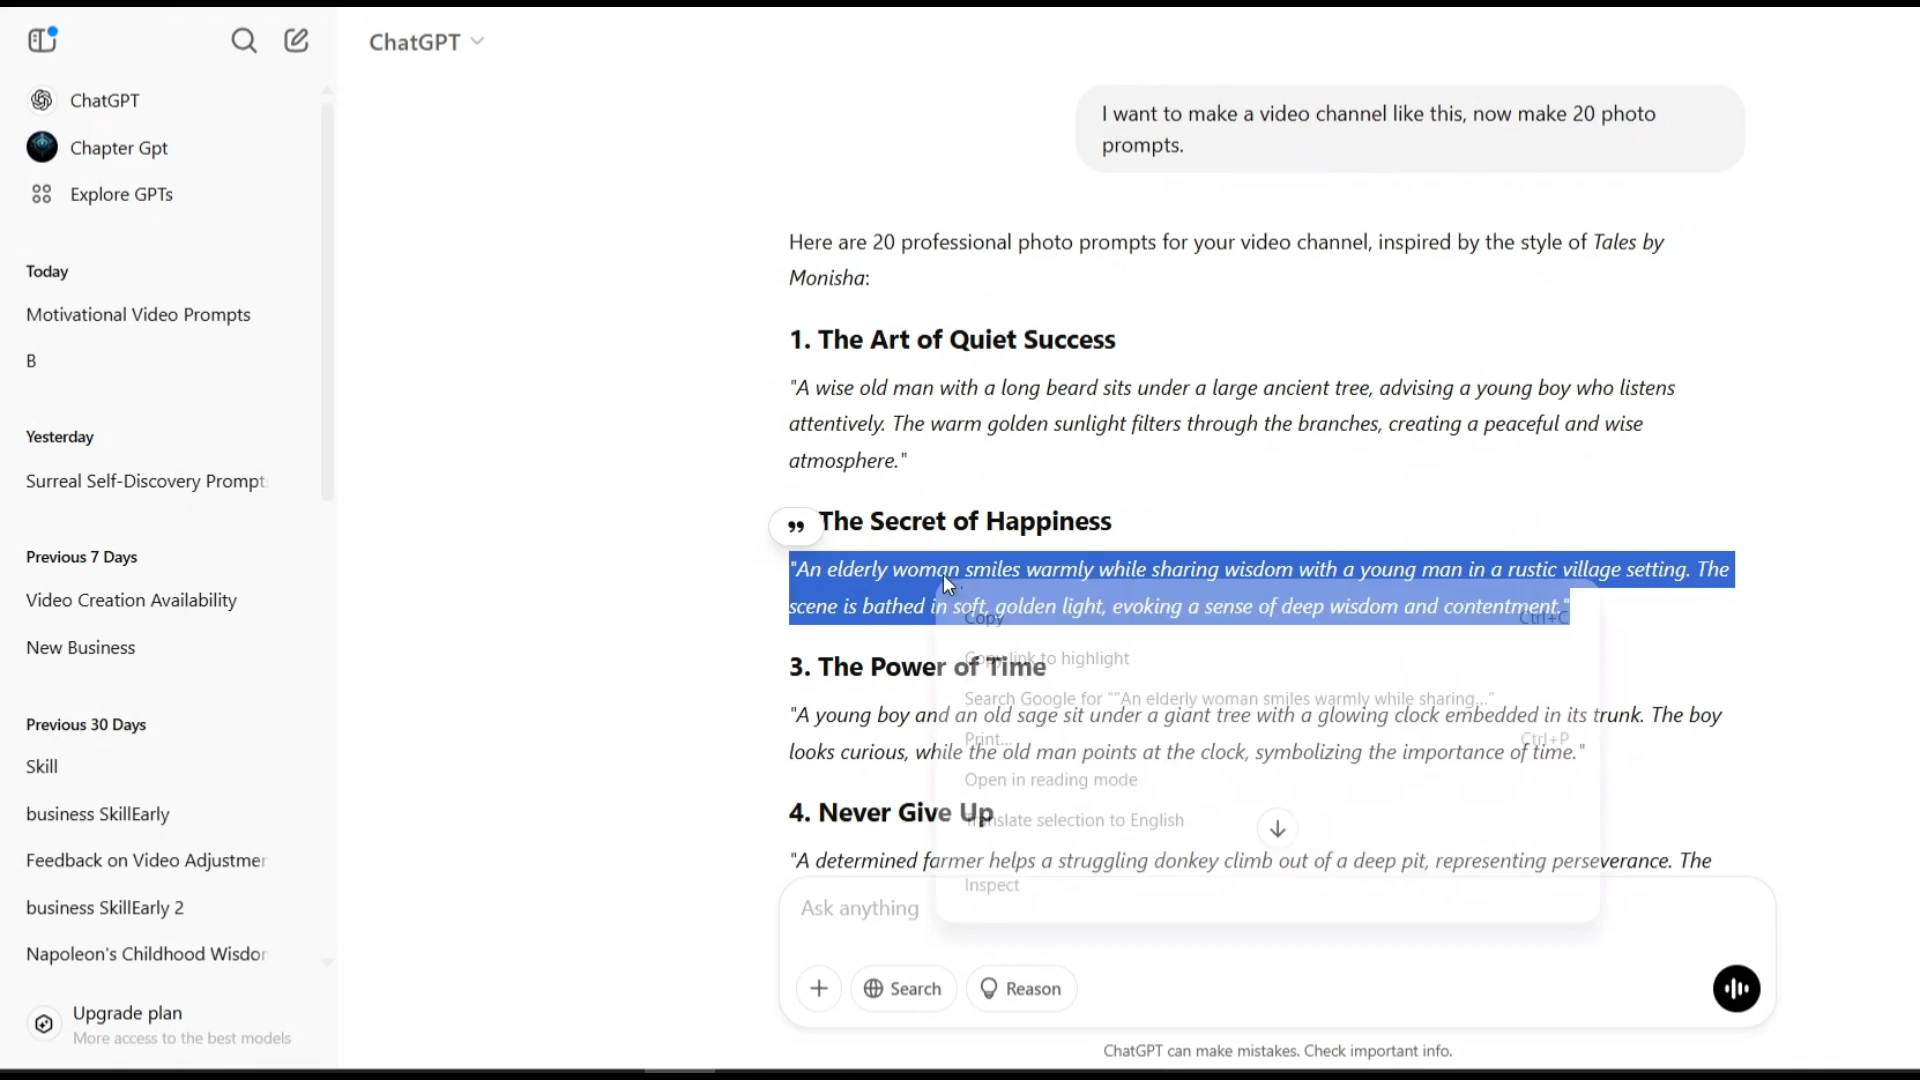 ChatGPT
ChatGPT
Chapter Gpt
Explore GPTs
Today
Motivational Video Prompts
B
Yesterday
Surreal Self-Discovery Prompts
Previous 7 Days
Video Creation Availability
New Business
Previous 30 Days
Skill
business SkillEarly
Feedback on Video Adjustmer
business SkillEarly 2
Napoleon's Childhood Wisdor
Upgrade plan
More access to the best models
I want to make a video channel like this, now make 20 photo
prompts.
Here are 20 professional photo prompts for your video channel, inspired by the style of Tales by
Monisha:
1. The Art of Quiet Success
"A wise old man with a long beard sits under a large ancient tree, advising a young boy who listens
attentively. The warm golden sunlight filters through the branches, creating a peaceful and wise
atmosphere."
The Secret of Happiness
"An elderly woman smiles warmly while sharing wisdom with a young man in a rustic village setting. The
scene is bathed in soft, golden light, evoking a sense of deep wisdom and contentment."
Copy Ctrl+C
Copy link to highlight
3. The Power of Time
Search Google for ""An elderly woman smiles warmly while sharing..."
"A young boy and an old sage sit under a giant tree with a glowing clock embedded in its trunk. The boy
Print... Ctrl+P
looks curious, while the old man points at the clock, symbolizing the importance of time."
Open in reading mode
4. Never Give Up
Translate selection to English
"A determined farmer helps a struggling donkey climb out of a deep pit, representing perseverance. The
Inspect
Ask anything
Search
Reason
ChatGPT can make mistakes. Check important info.